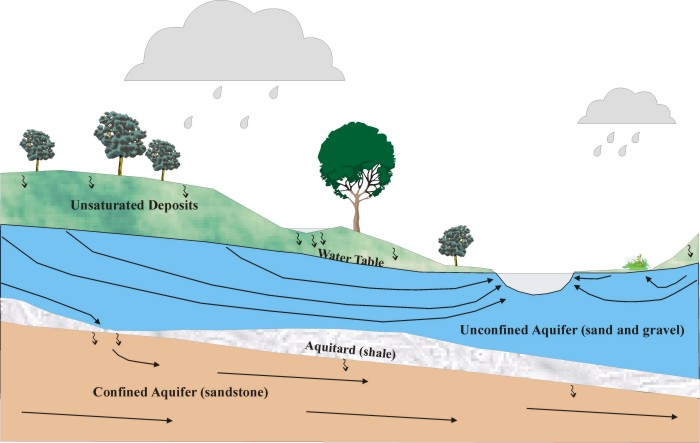 Unsaturated Deposits
Water Table
Unconfined Aquifer (sand and gravel)
Aquitard (shale)
Confined Aquifer (sandstone)